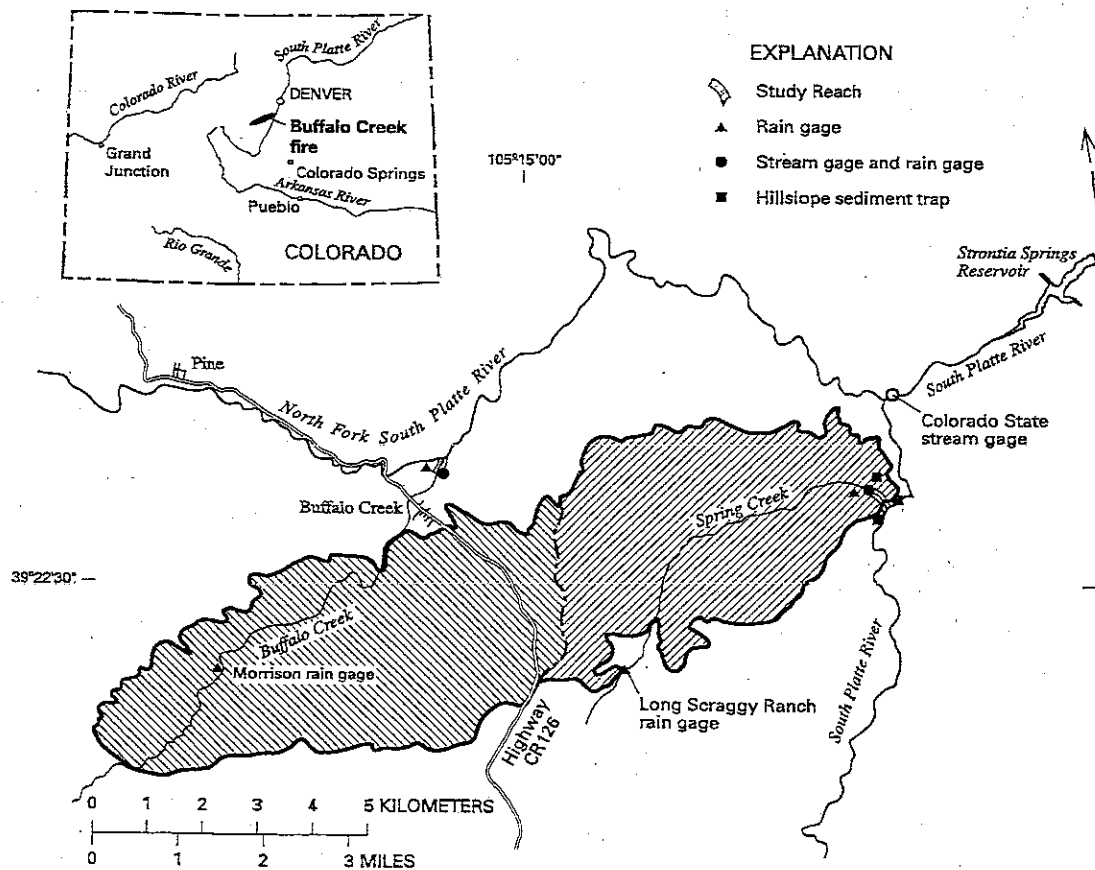 South Platte River
Colorado River
DENVER
Buffalo Creek
fire
Grand
Junction
Colorado Springs
Arkansas River
Pueblo
Rio Grande
COLORADO
EXPLANATION
Study Reach
Rain gage
Stream gage and rain gage
Hillslope sediment trap
105°15'00"
Strontia Springs
Reservoir
South Platte River
Pine
North Fork South Platte River
Colorado State
stream gage
Buffalo Creek
Spring Creek
39°22'30"
Buffalo Creek
Morrison rain gage
Long Scraggy Ranch
rain gage
Highway
CR126
South Platte River
0 1 2 3 4 5 KILOMETERS
0 1 2 3 MILES